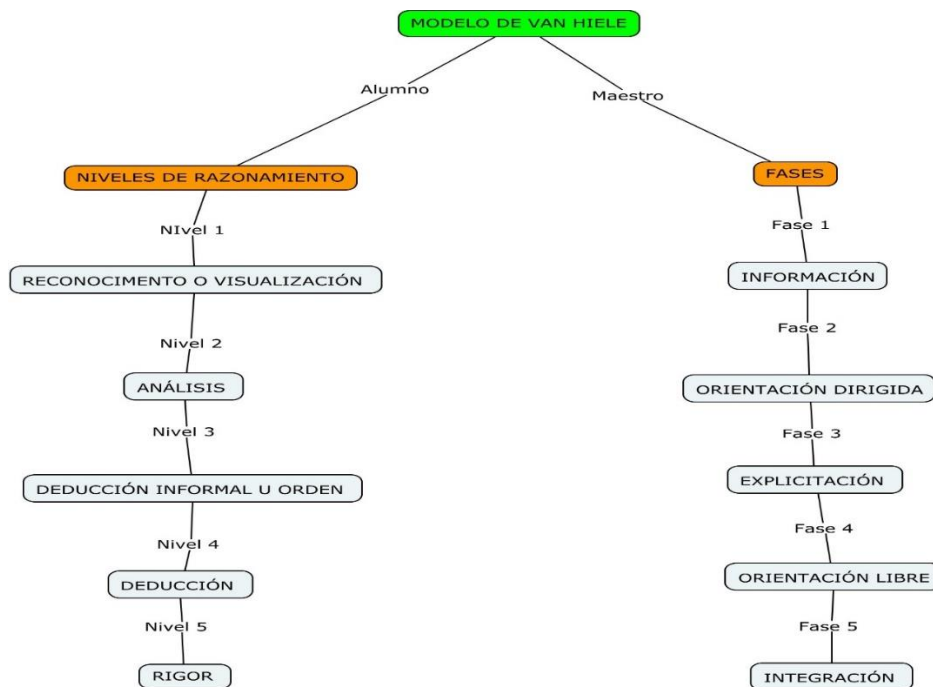 MODELO DE VAN HIELE
Alumno
Maestro
NIVELES DE RAZONAMIENTO
FASES
NIvel 1
Fase 1
RECONOCIMENTO O VISUALIZACIÓN
INFORMACIÓN
Nivel 2
Fase 2
ANÁLISIS
ORIENTACIÓN DIRIGIDA
Nivel 3
Fase 3
DEDUCCIÓN INFORMAL U ORDEN
EXPLICITACIÓN
Nivel 4
Fase 4
DEDUCCIÓN
ORIENTACIÓN LIBRE
Nivel 5
Fase 5
RIGOR
INTEGRACIÓN